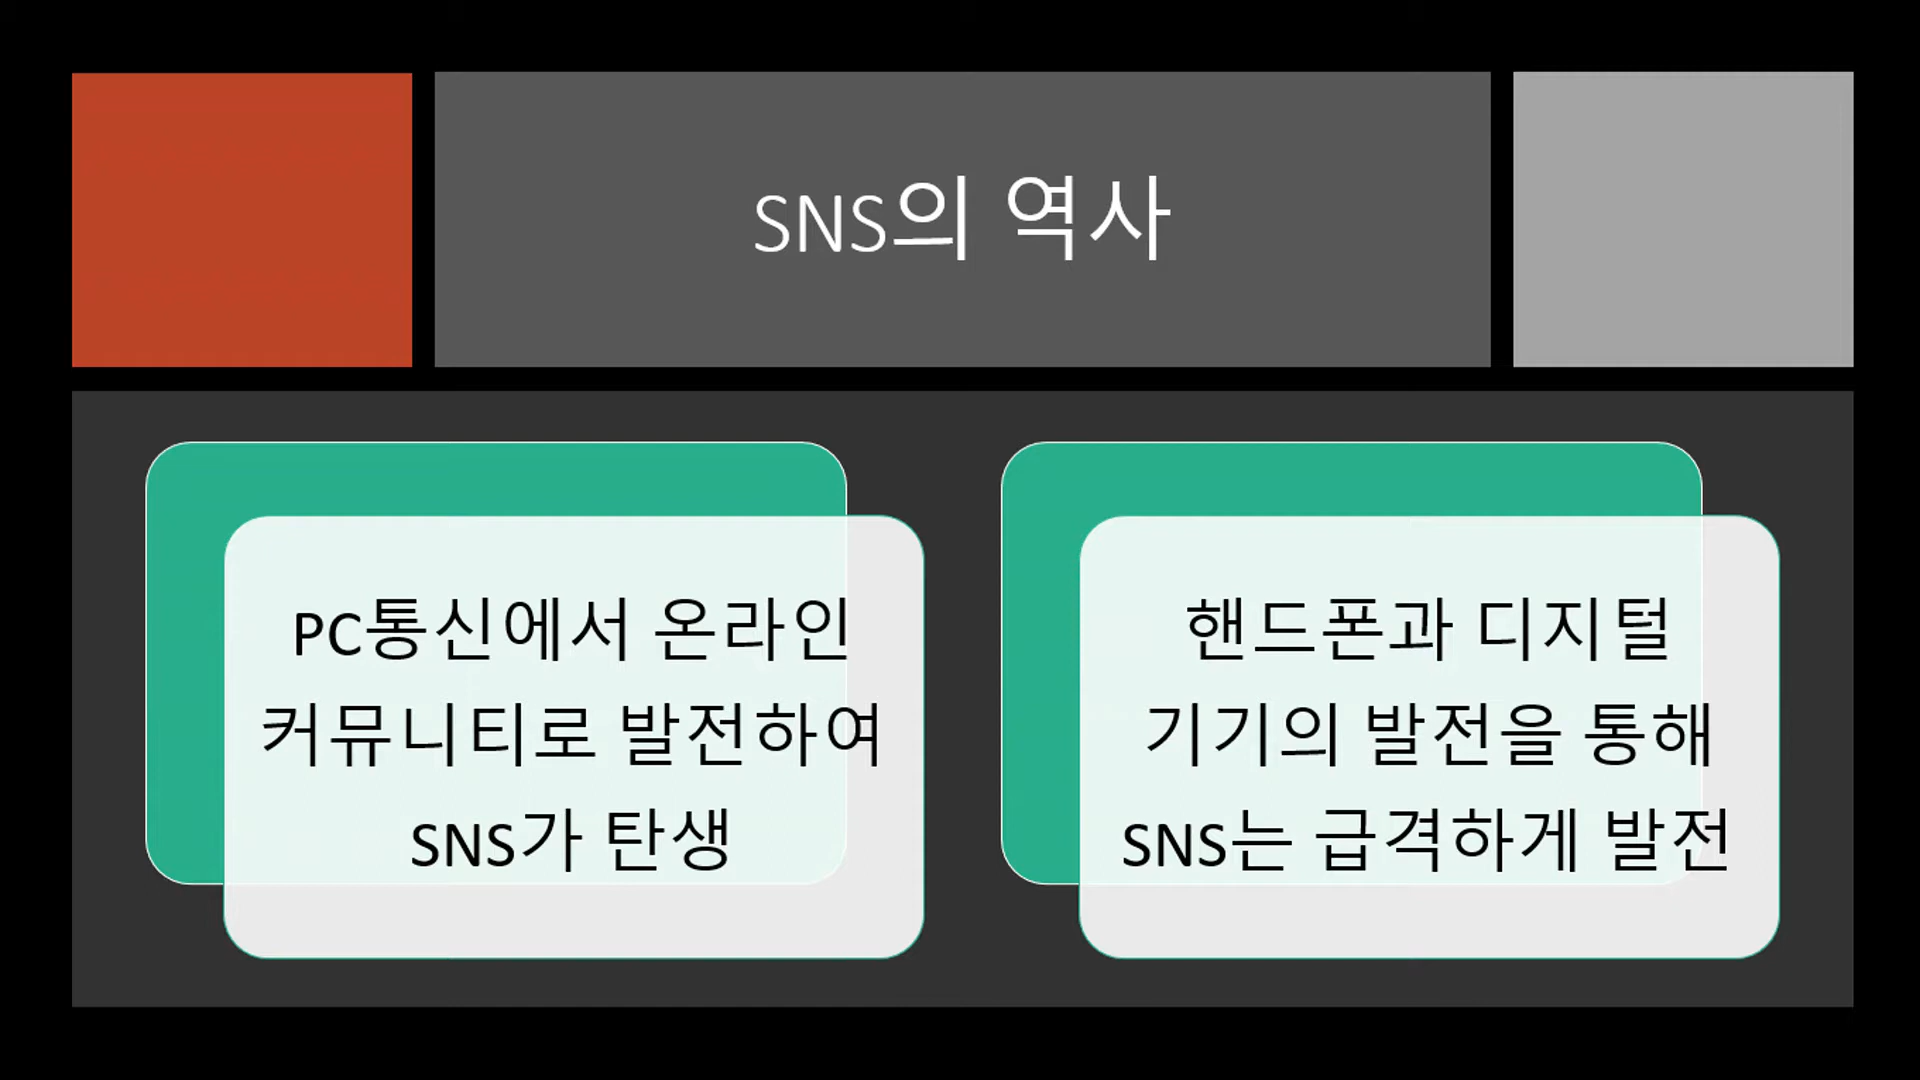 SNS의 역사
PC통신에서 온라인
커뮤니티로 발전하여
SNS가 탄생
핸드폰과 디지털
기기의 발전을 통해
SNS는 급격하게 발전